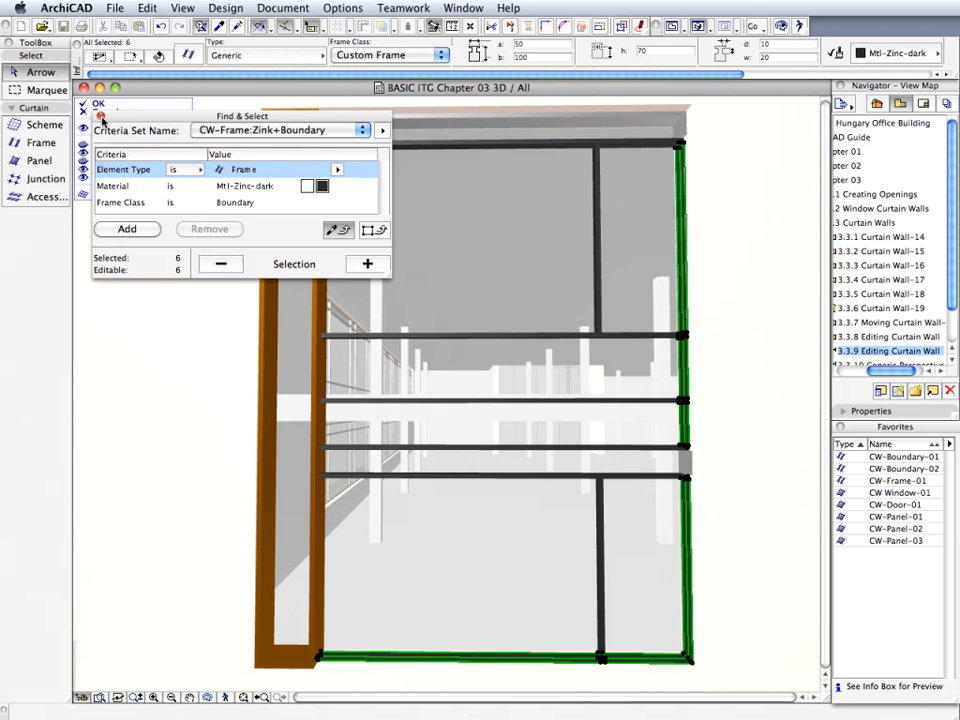 ArchiCAD File Edit View Design Document Options Teamwork Window Help
Go
ToolBox
Select
Arrow
Marquee
Curtain
Scheme
Frame
Panel
Junction
Access...
All Selected: 6
Type:
Generic
Frame Class:
Custom Frame
a: 50
b: 100
h: 70
d: 10
w: 20
Mtl-Zinc-dark
BASIC ITG Chapter 03 3D / All
OK
Find & Select
Criteria Set Name: CW-Frame:Zink+Boundary
Criteria Value
Element Type is Frame
Material is Mtl-Zinc-dark
Frame Class is Boundary
Add Remove
Selected: 6
Editable: 6
Selection
Navigator - View Map
Hungary Office Building
AD Guide
pter 02
pter 03
.1 Creating Openings
.2 Window Curtain Walls
.3 Curtain Walls
3.3.1 Curtain Wall-14
3.3.2 Curtain Wall-15
3.3.3 Curtain Wall-16
3.3.4 Curtain Wall-17
3.3.5 Curtain Wall-18
3.3.6 Curtain Wall-19
3.3.7 Moving Curtain Wall-
3.3.8 Editing Curtain Wall
3.3.9 Editing Curtain Wall
3.3.10 Generic Perspective
Properties
Favorites
Type Name
CW-Boundary-01
CW-Boundary-02
CW-Frame-01
CW Window-01
CW-Door-01
CW-Panel-01
CW-Panel-02
CW-Panel-03
See Info Box for Preview